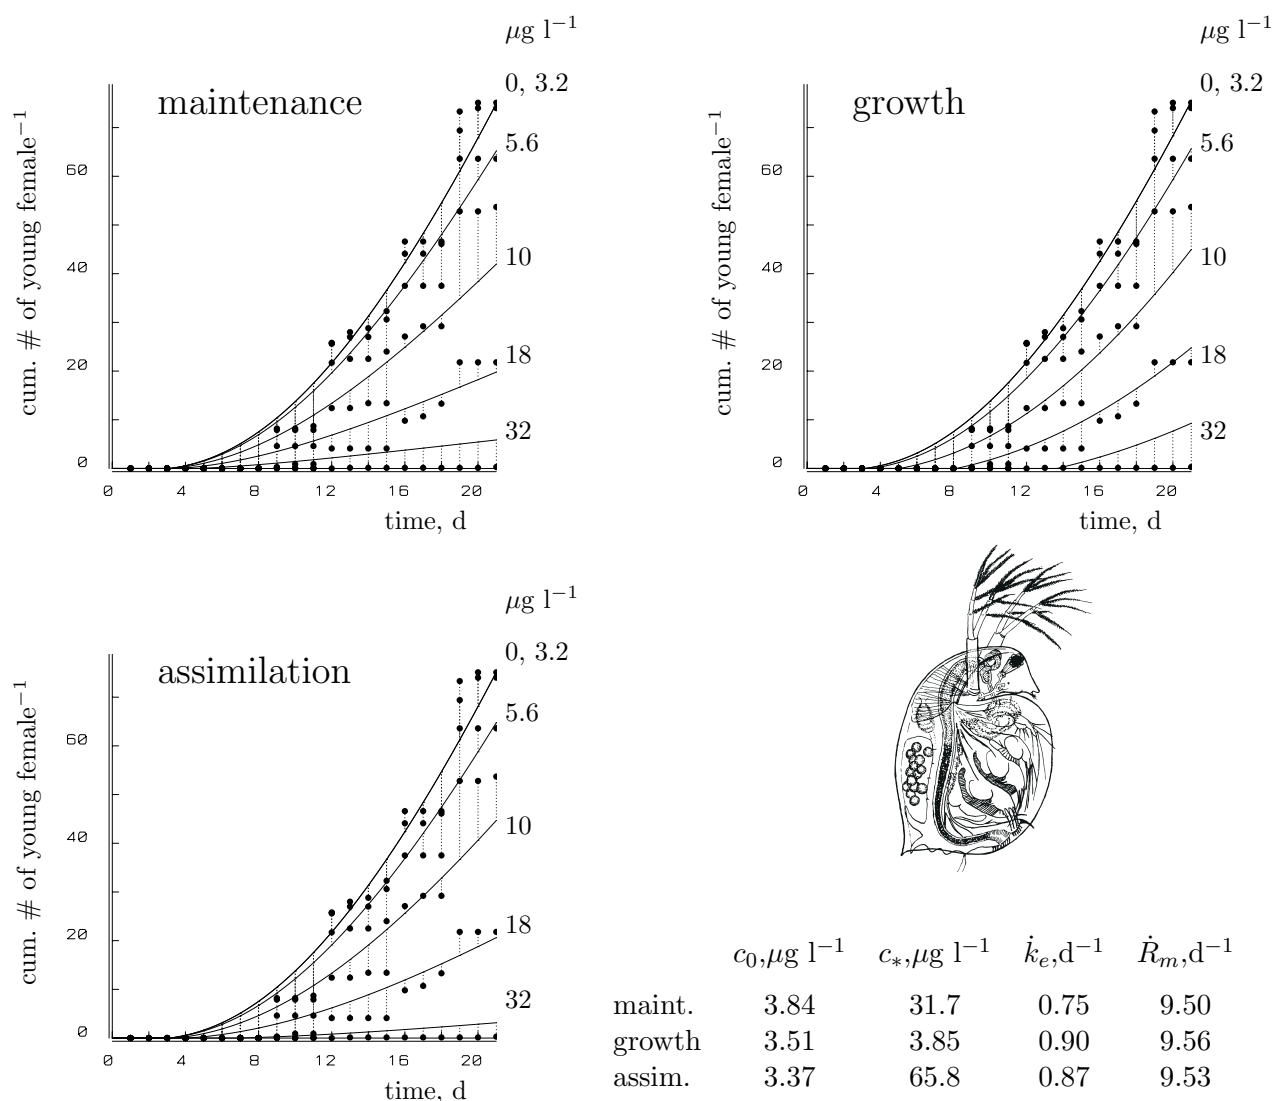 μg l⁻¹
maintenance
0, 3.2
5.6
10
18
32
cum. # of young female⁻¹
60
40
20
0
0 4 8 12 16 20
time, d
μg l⁻¹
growth
0, 3.2
5.6
10
18
32
cum. # of young female⁻¹
60
40
20
0
0 4 8 12 16 20
time, d
μg l⁻¹
assimilation
0, 3.2
5.6
10
18
32
cum. # of young female⁻¹
60
40
20
0
0 4 8 12 16 20
time, d
c₀,μg l⁻¹ c∗,μg l⁻¹ k̇ₑ,d⁻¹ Ṙₘ,d⁻¹
maint. 3.84 31.7 0.75 9.50
growth 3.51 3.85 0.90 9.56
assim. 3.37 65.8 0.87 9.53